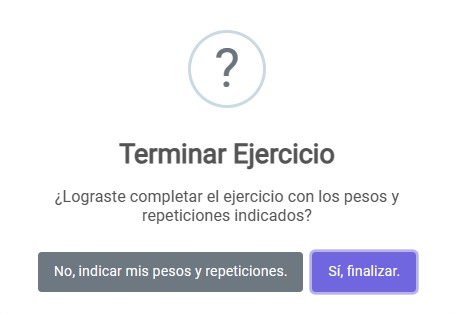 ?
Terminar Ejercicio
¿Lograste completar el ejercicio con los pesos y
repeticiones indicados?
No, indicar mis pesos y repeticiones.
Sí, finalizar.